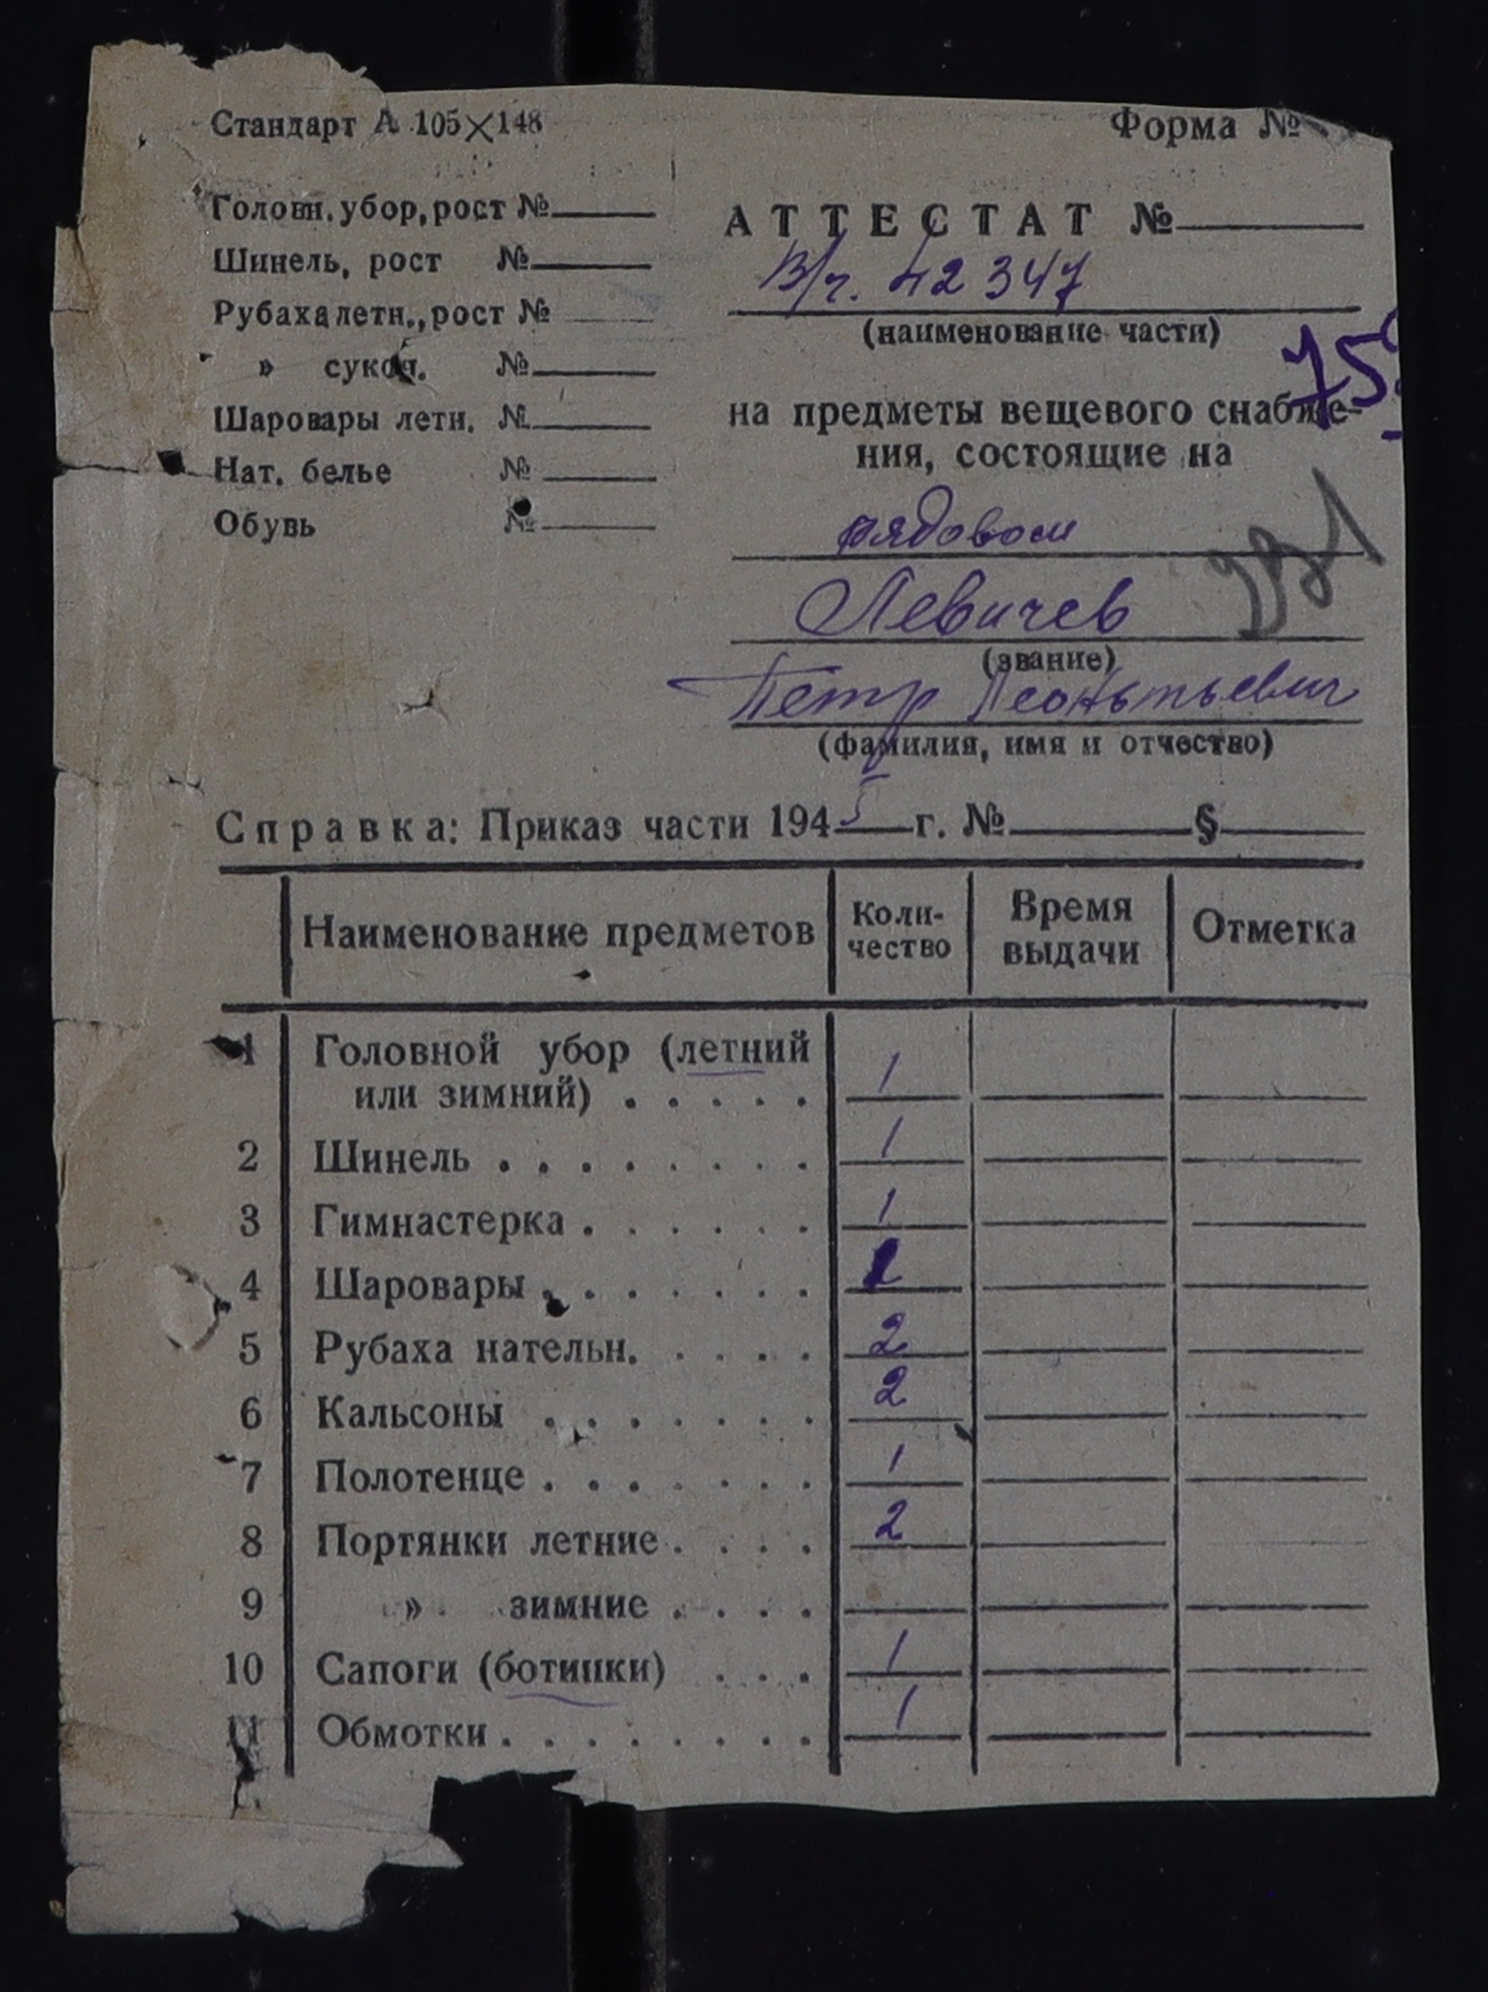 Стандарт А 105×148
Форма №
Головн. убор, рост №
Шинель, рост №
Рубаха летн., рост №
» сукон. №
Шаровары летн. №
Нат. белье №
Обувь №
АТТЕСТАТ №
В/ч. 42347
(наименование части)
75
на предметы вещевого снабже-
ния, состоящие на
рядовом
Левичев
(звание)
Петр Леонтьевич
(фамилия, имя и отчество)
Справка: Приказ части 1945 г. № §
Наименование предметов Коли-чество Время выдачи Отметка
1 Головной убор (летний
или зимний) . . . . . 1
2 Шинель . . . . . . . . 1
3 Гимнастерка . . . . . . 1
4 Шаровары . . . . . . . 1
5 Рубаха нательн. . . . . 2
6 Кальсоны . . . . . . . 2
7 Полотенце . . . . . . . 1
8 Портянки летние . . . . 2
9 » зимние . . . .
10 Сапоги (ботинки) . . . 1
11 Обмотки . . . . . . . . 1